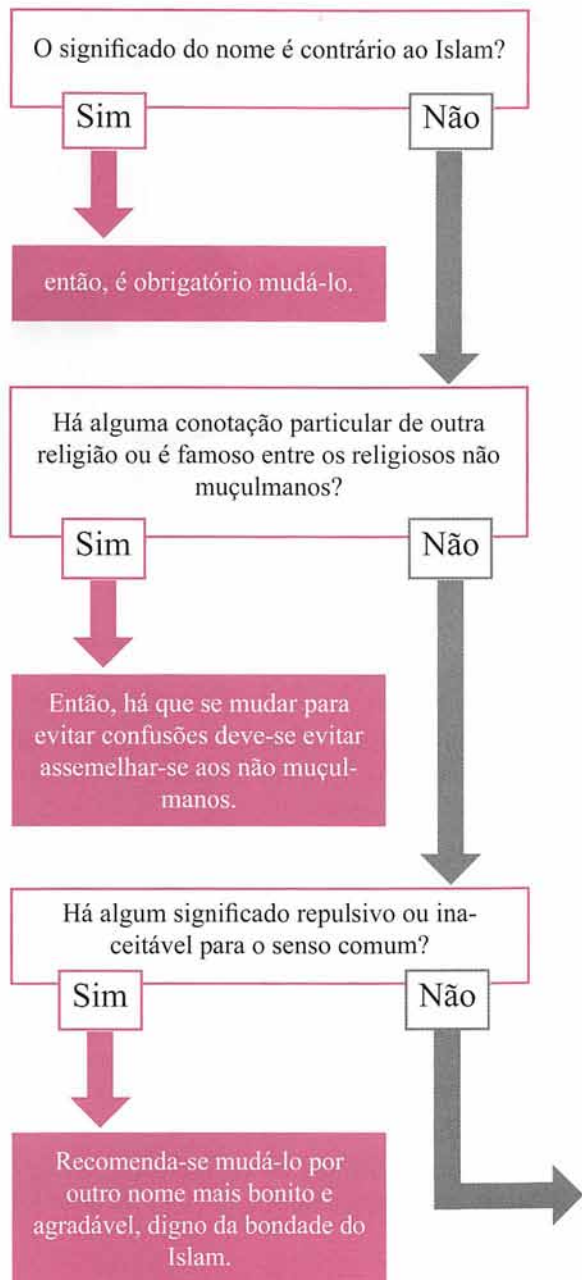 O significado do nome é contrário ao Islam?
Sim
Não
então, é obrigatório mudá-lo.
Há alguma conotação particular de outra
religião ou é famoso entre os religiosos não
muçulmanos?
Sim
Não
Então, há que se mudar para
evitar confusões deve-se evitar
assemelhar-se aos não muçul-
manos.
Há algum significado repulsivo ou ina-
ceitável para o senso comum?
Sim
Não
Recomenda-se mudá-lo por
outro nome mais bonito e
agradável, digno da bondade do
Islam.